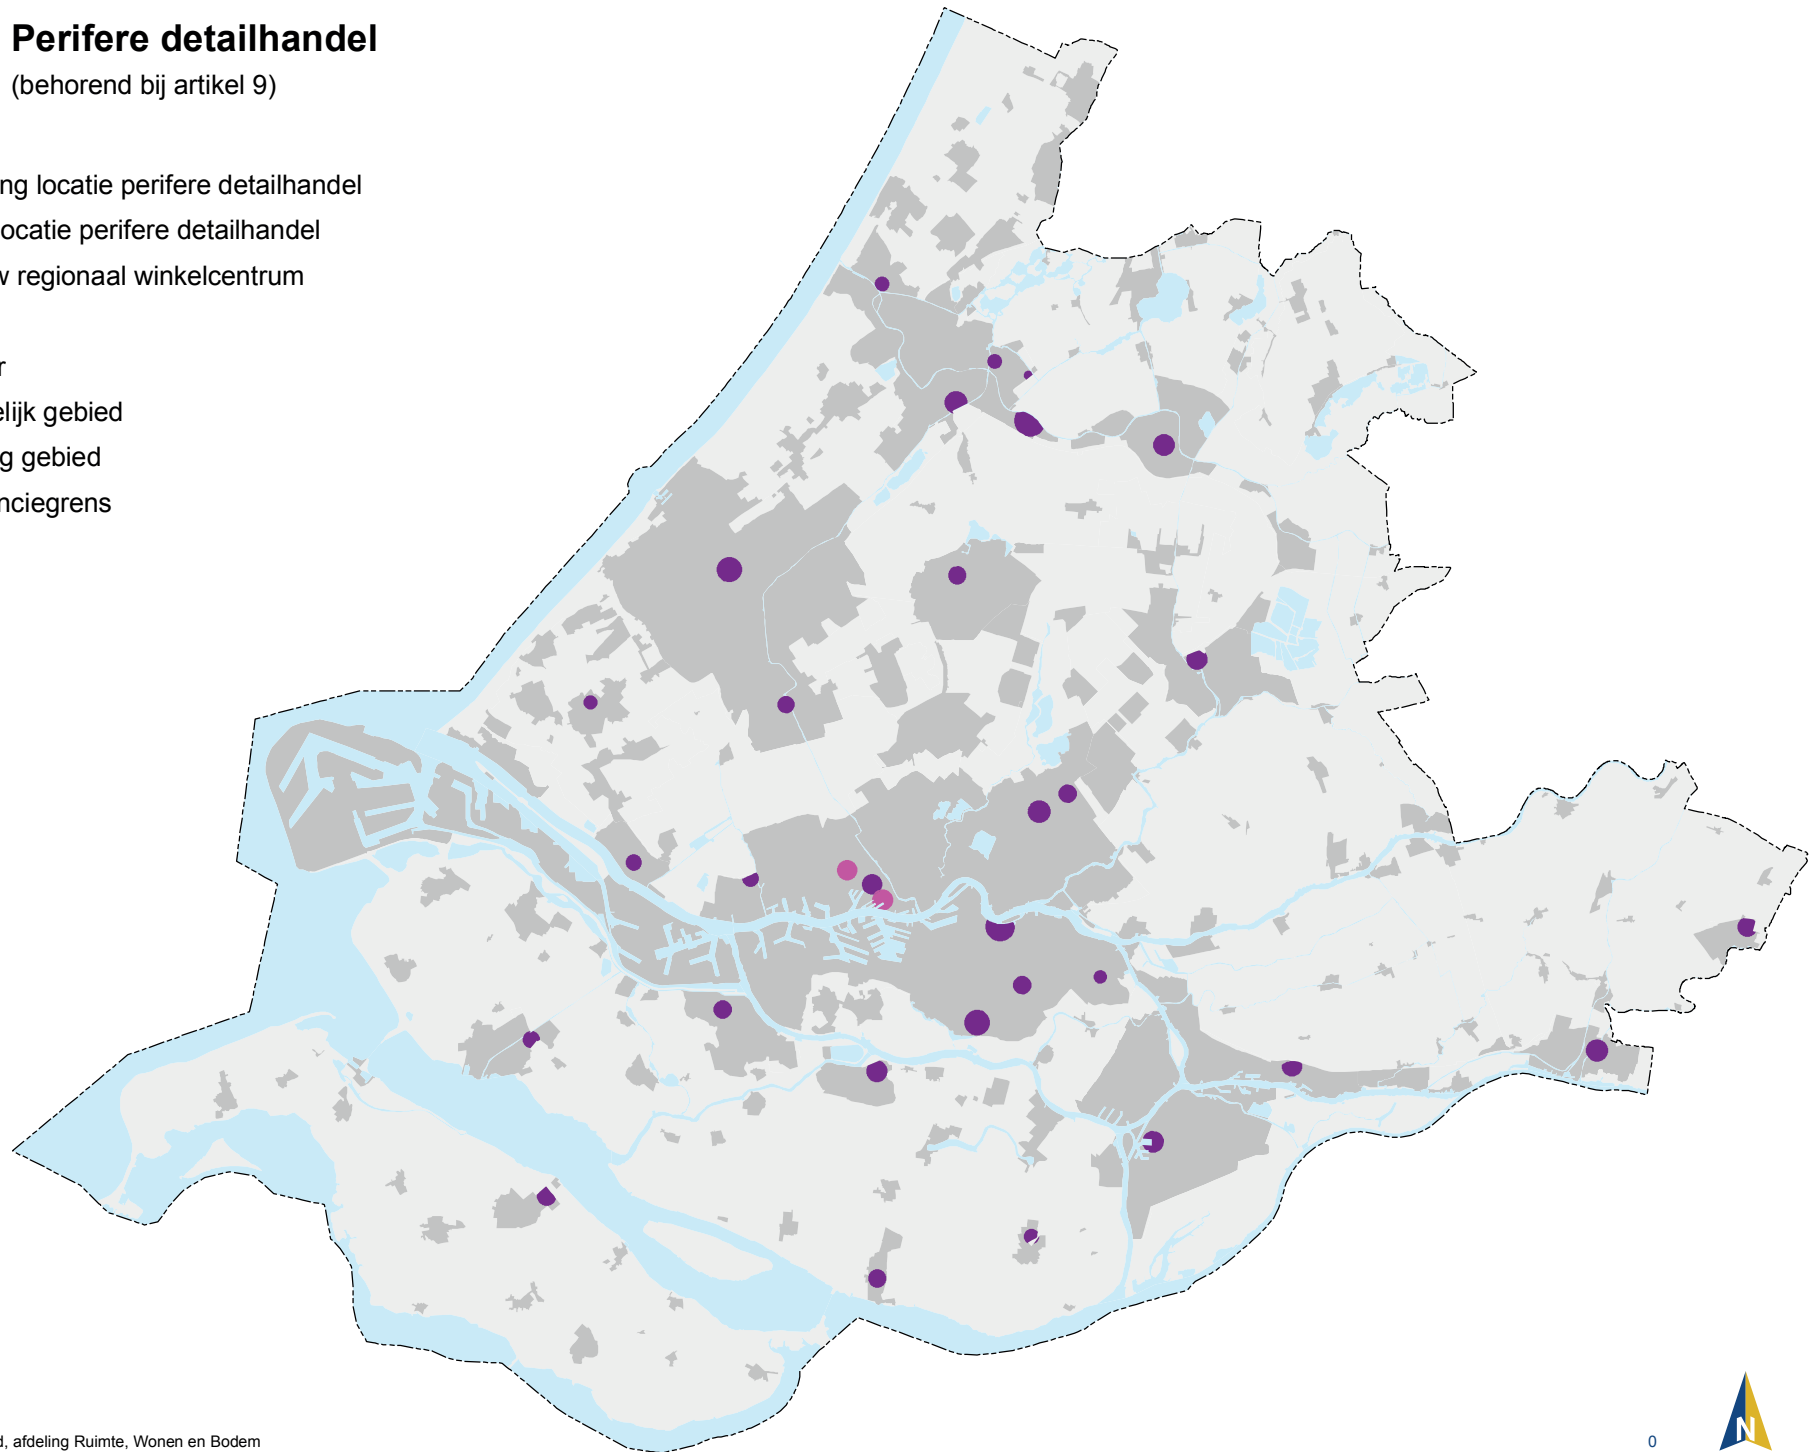 Perifere detailhandel
(behorend bij artikel 9)
ng locatie perifere detailhandel
ocatie perifere detailhandel
w regionaal winkelcentrum
r
elijk gebied
g gebied
nciegrens
d, afdeling Ruimte, Wonen en Bodem
0
N